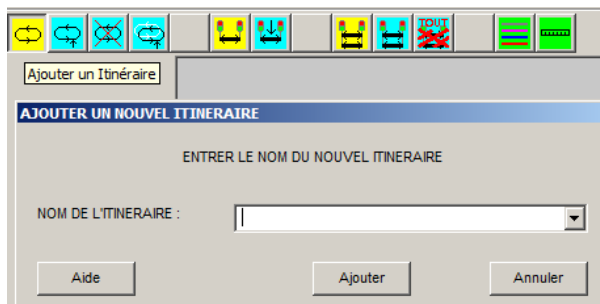 TOUT
Ajouter un Itinéraire
AJOUTER UN NOUVEL ITINERAIRE
ENTRER LE NOM DU NOUVEL ITINERAIRE
NOM DE L'ITINERAIRE :
Aide Ajouter Annuler